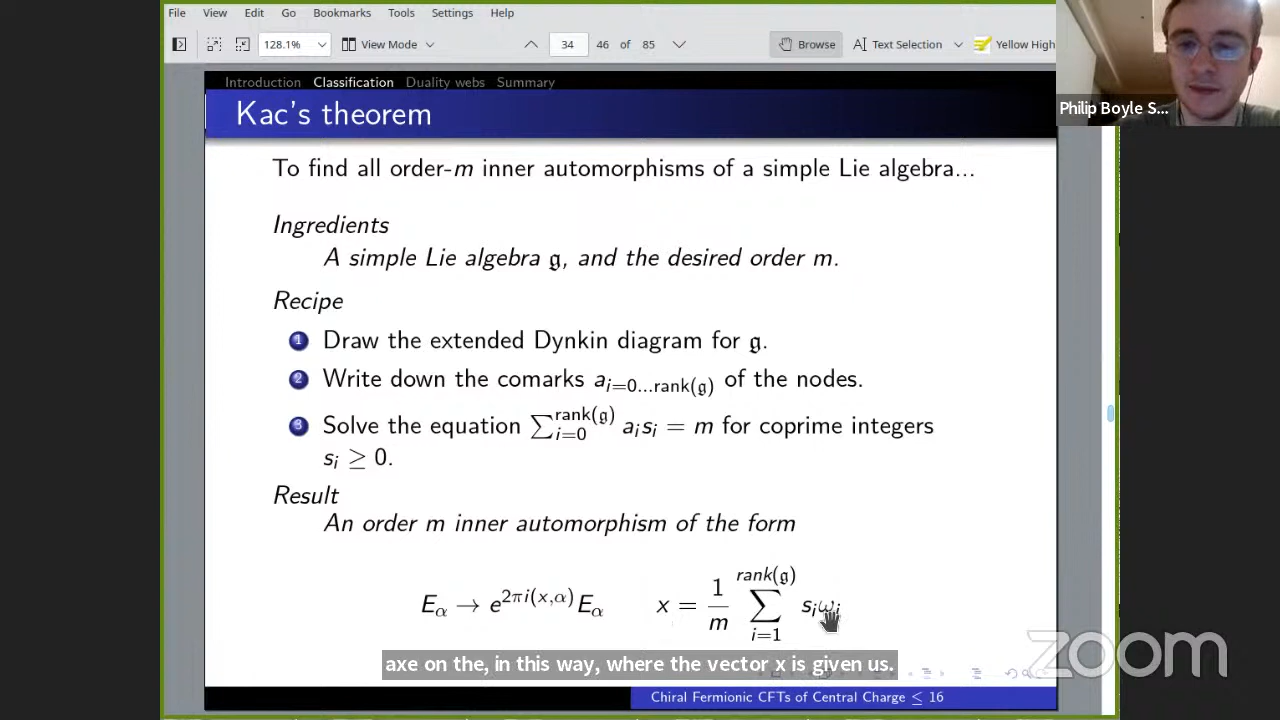 File View Edit Go Bookmarks Tools Settings Help
128.1% View Mode 34 46 of 85 Browse Text Selection Yellow High
Introduction Classification Duality webs Summary
Kac's theorem
Philip Boyle S...
To find all order-m inner automorphisms of a simple Lie algebra...
Ingredients
A simple Lie algebra 𝔤, and the desired order m.
Recipe
1 Draw the extended Dynkin diagram for 𝔤.
2 Write down the comarks a_{i=0...rank(𝔤)} of the nodes.
3 Solve the equation ∑_{i=0}^{rank(𝔤)} a_i s_i = m for coprime integers
s_i ≥ 0.
Result
An order m inner automorphism of the form
E_α → e^{2πi(x,α)} E_α x = \frac{1}{m} ∑_{i=1}^{rank(𝔤)} s_i ω_i
axe on the, in this way, where the vector x is given us.
zoom
Chiral Fermionic CFTs of Central Charge ≤ 16